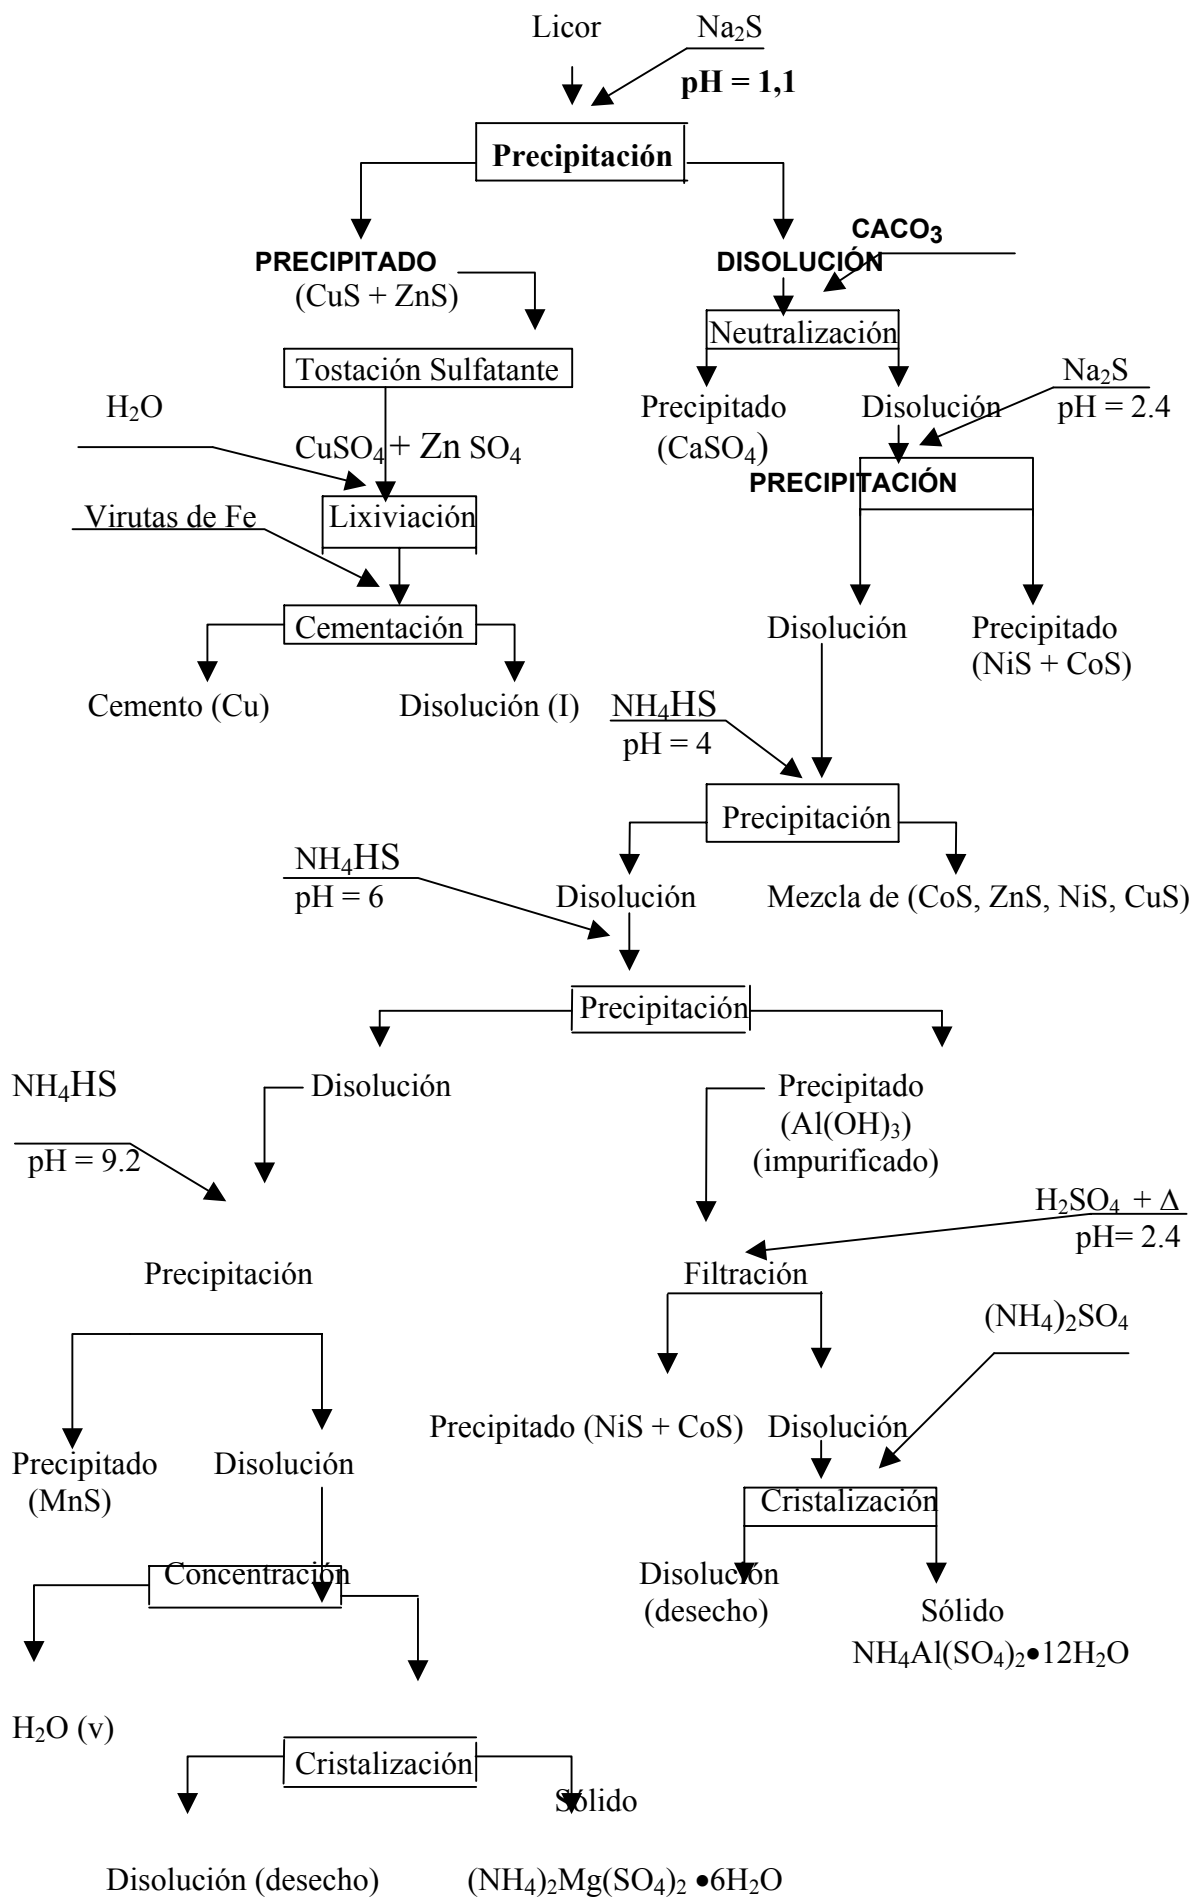 Licor
Na₂S
pH = 1,1
Precipitación
CACO₃
PRECIPITADO
DISOLUCIÓN
(CuS + ZnS)
Neutralización
Tostación Sulfatante
Na₂S
H₂O
Precipitado
Disolución
pH = 2.4
CuSO₄ + Zn SO₄
(CaSO₄)
PRECIPITACIÓN
Virutas de Fe
Lixiviación
Cementación
Disolución
Precipitado
(NiS + CoS)
Cemento (Cu)
Disolución (I)
NH₄HS
pH = 4
Precipitación
NH₄HS
pH = 6
Disolución
Mezcla de (CoS, ZnS, NiS, CuS)
Precipitación
NH₄HS
Disolución
Precipitado
(Al(OH)₃)
(impurificado)
pH = 9.2
H₂SO₄ + Δ
pH= 2.4
Precipitación
Filtración
(NH₄)₂SO₄
Precipitado (NiS + CoS)
Disolución
Precipitado
(MnS)
Disolución
Cristalización
Concentración
Disolución
(desecho)
Sólido
NH₄Al(SO₄)₂•12H₂O
H₂O (v)
Cristalización
Sólido
Disolución (desecho)
(NH₄)₂Mg(SO₄)₂ •6H₂O